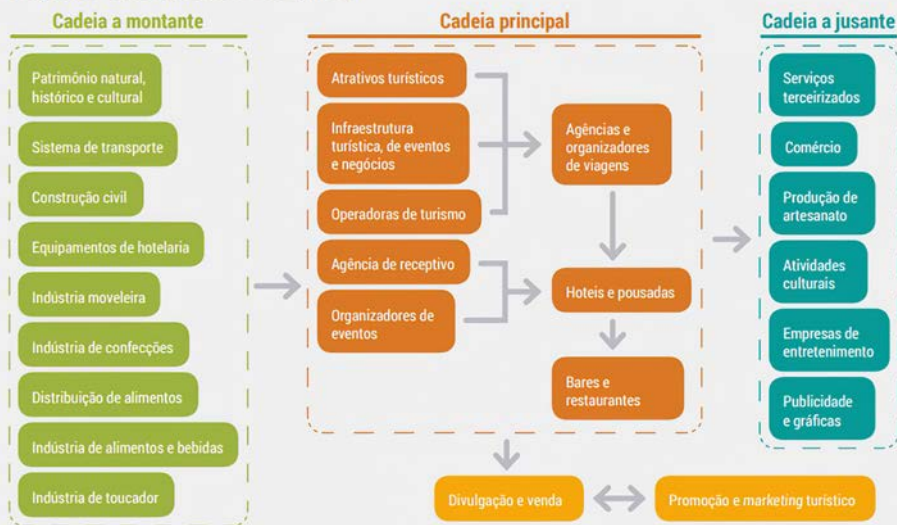 Cadeia a montante
Patrimônio natural,
histórico e cultural
Sistema de transporte
Construção civil
Equipamentos de hotelaria
Indústria moveleira
Indústria de confecções
Distribuição de alimentos
Indústria de alimentos e bebidas
Indústria de toucador
Cadeia principal
Atrativos turísticos
Infraestrutura
turística, de eventos
e negócios
Operadoras de turismo
Agência de receptivo
Organizadores de
eventos
Agências e
organizadores
de viagens
Hoteis e pousadas
Bares e
restaurantes
Divulgação e venda
Promoção e marketing turístico
Cadeia a jusante
Serviços
terceirizados
Comércio
Produção de
artesanato
Atividades
culturais
Empresas de
entretenimento
Publicidade
e gráficas